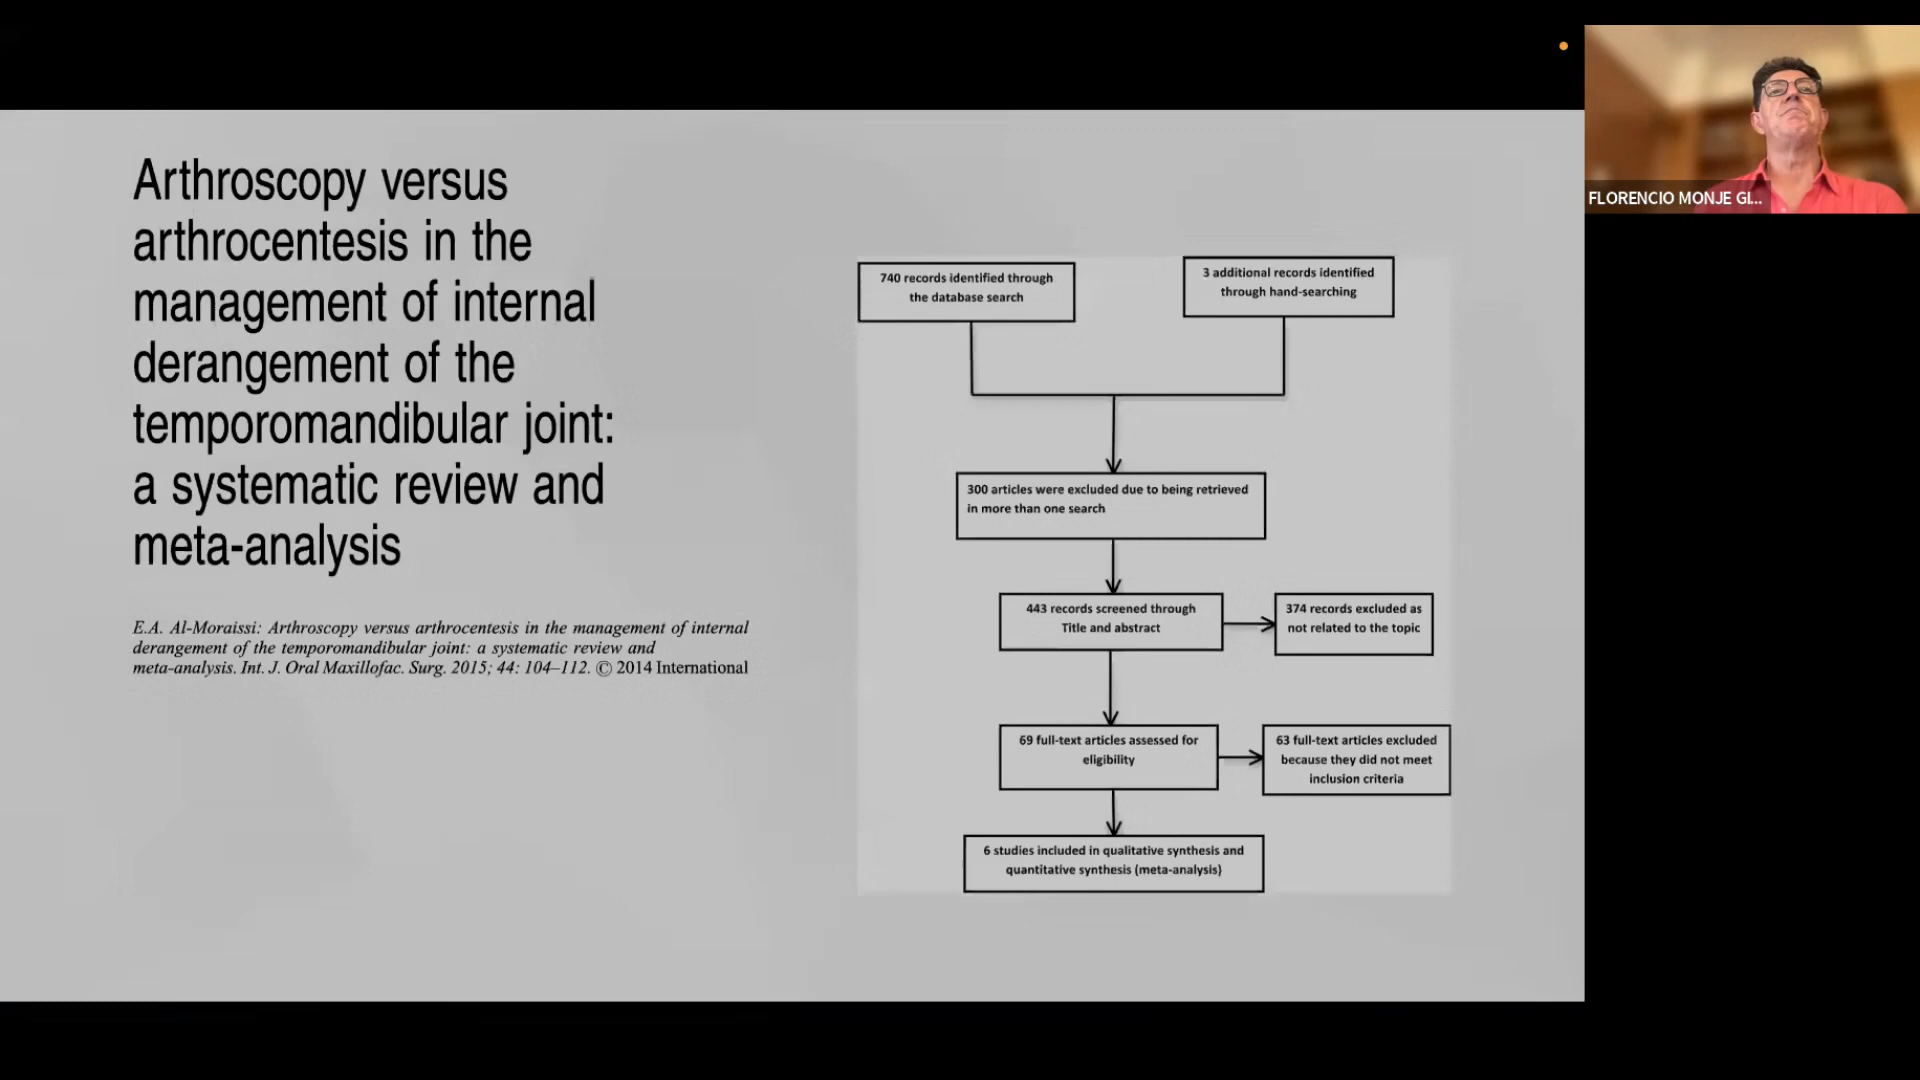 Arthroscopy versus
arthrocentesis in the
management of internal
derangement of the
temporomandibular joint:
a systematic review and
meta-analysis
E.A. Al-Moraissi: Arthroscopy versus arthrocentesis in the management of internal
derangement of the temporomandibular joint: a systematic review and
meta-analysis. Int. J. Oral Maxillofac. Surg. 2015; 44: 104–112. © 2014 International
740 records identified through
the database search
3 additional records identified
through hand-searching
300 articles were excluded due to being retrieved
in more than one search
443 records screened through
Title and abstract
374 records excluded as
not related to the topic
69 full-text articles assessed for
eligibility
63 full-text articles excluded
because they did not meet
inclusion criteria
6 studies included in qualitative synthesis and
quantitative synthesis (meta-analysis)
FLORENCIO MONJE GI...